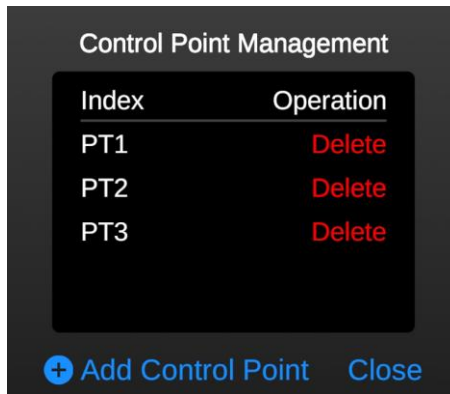 Control Point Management
Index Operation
PT1 Delete
PT2 Delete
PT3 Delete
Add Control Point Close